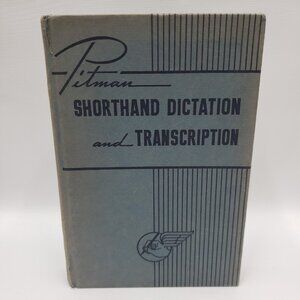 Pitman
SHORTHAND DICTATION
and TRANSCRIPTION